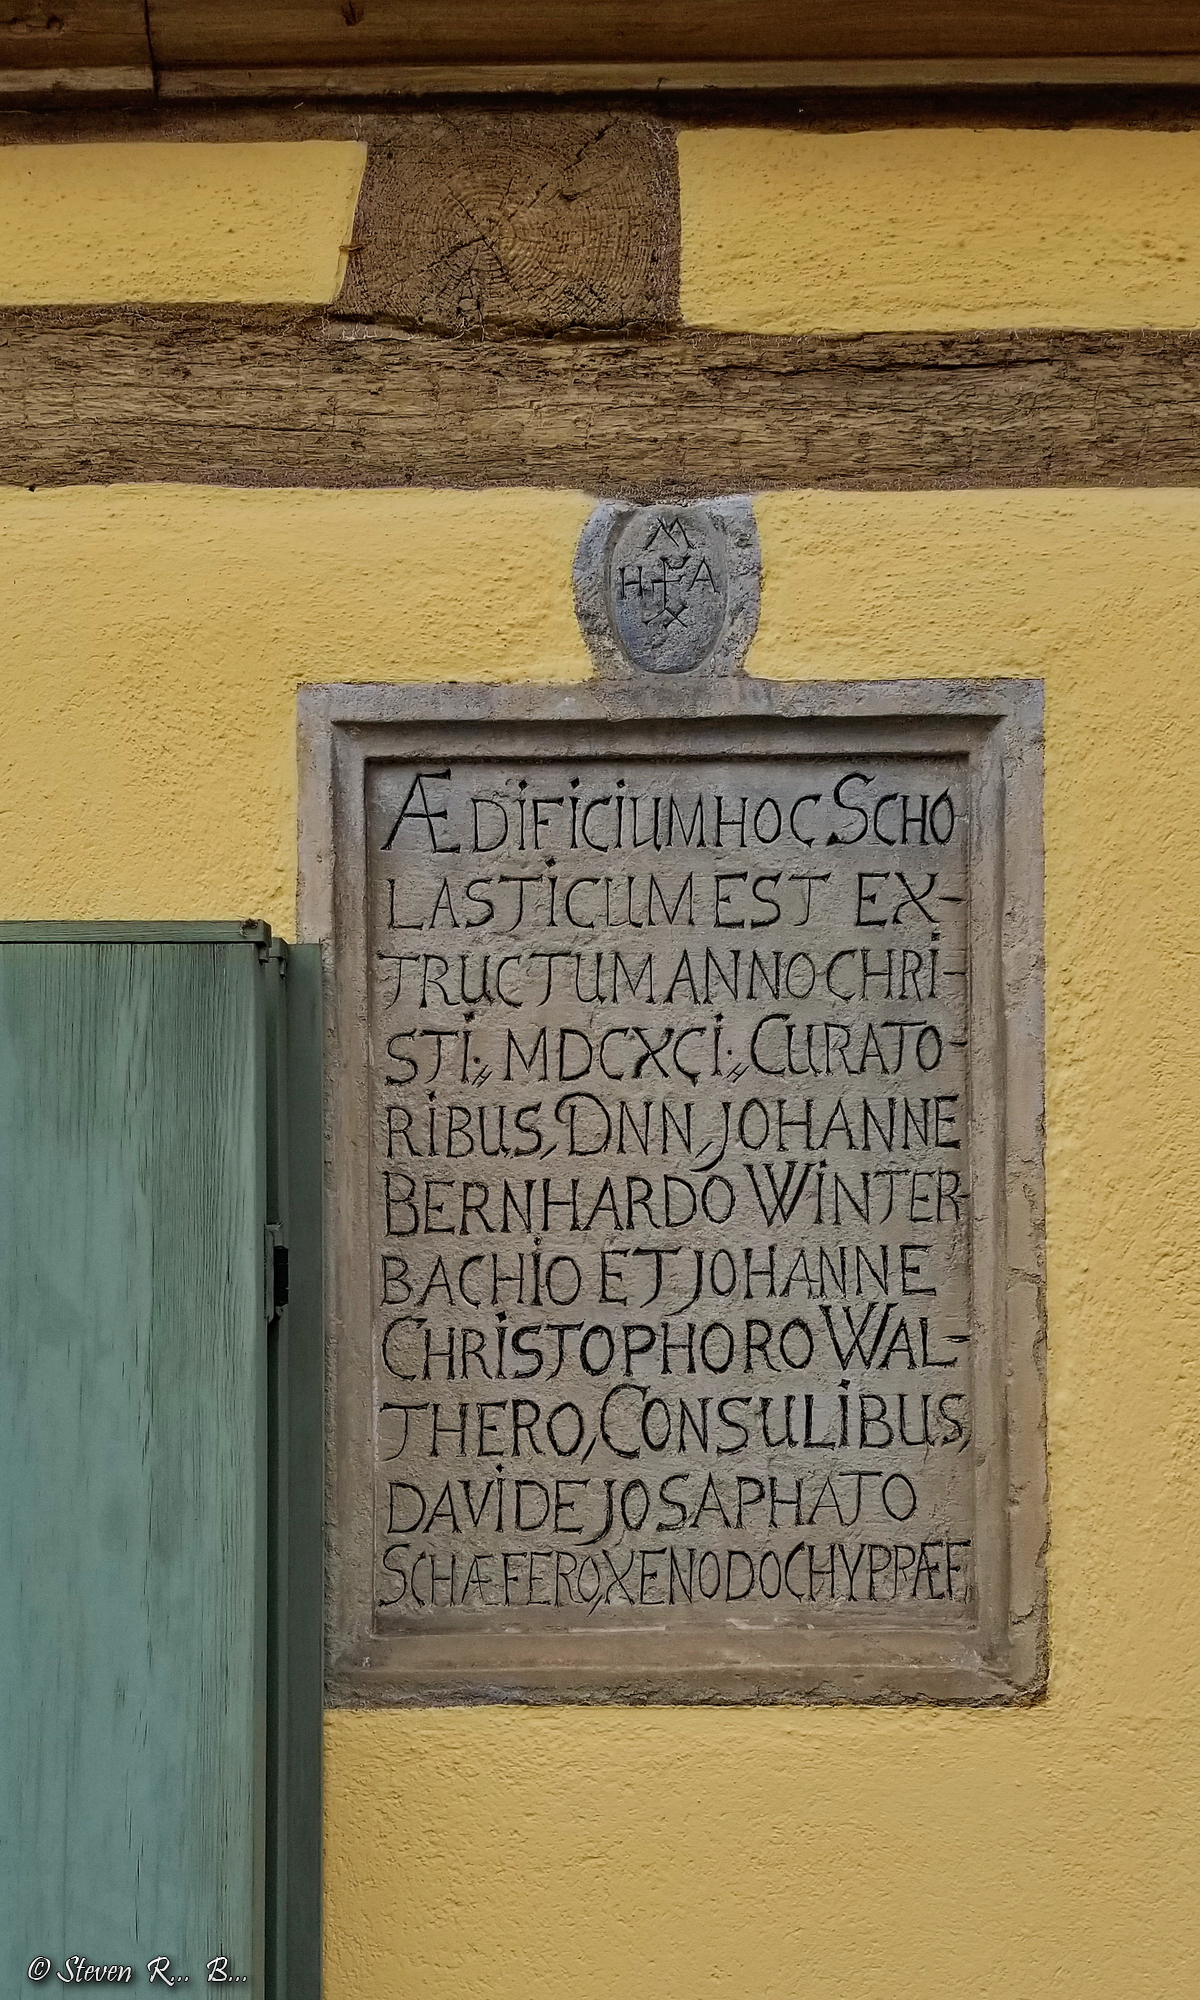 M
H A
ÆDIFICIUM HOC SCHO
LASTICUM EST EX-
TRUCTUM ANNO CHRI-
STI, MDCXCI, CURATO-
RIBUS, DNN, JOHANNE
BERNHARDO WINTER-
BACHIO ET JOHANNE
CHRISTOPHORO WAL-
THERO, CONSULIBUS,
DAVIDE JOSAPHATO
SCHÆFERO, XENODOCHY PRÆF.
© Steven R... B...